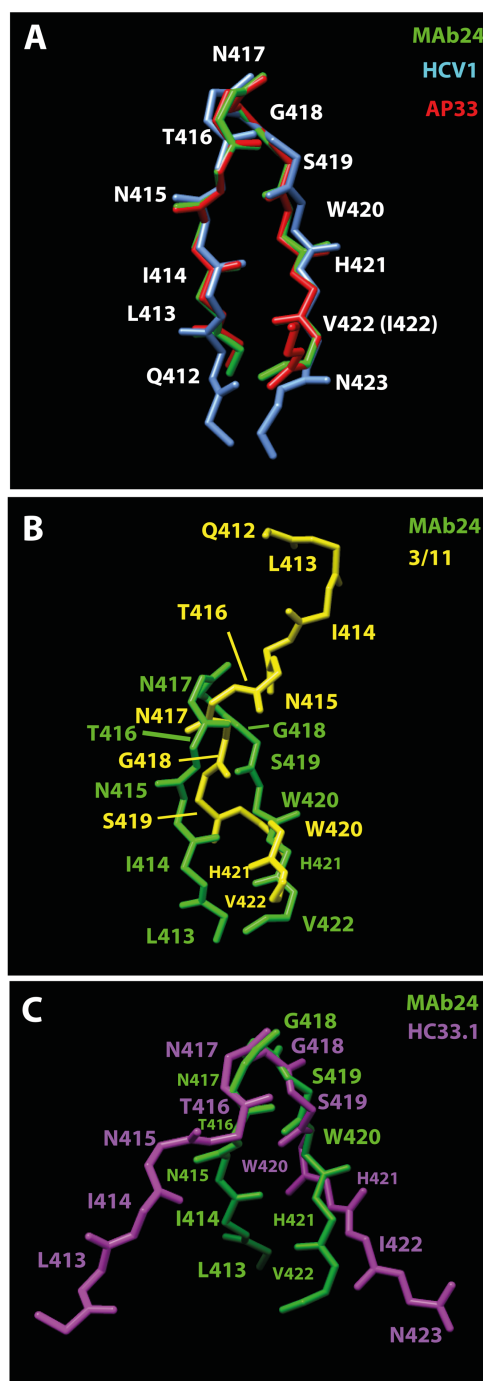 A
N417
MAb24
HCV1
AP33
G418
T416
S419
N415
W420
H421
I414
L413
V422 (I422)
Q412
N423
B
Q412
MAb24
3/11
L413
I414
T416
N417
N415
N417
G418
T416
G418
S419
N415
W420
S419
W420
I414
H421
H421
V422
V422
L413
C
MAb24
HC33.1
G418
N417
G418
N417
S419
T416
S419
T416
N415
W420
N415
W420
H421
I414
I414
H421
I422
L413
L413
V422
N423